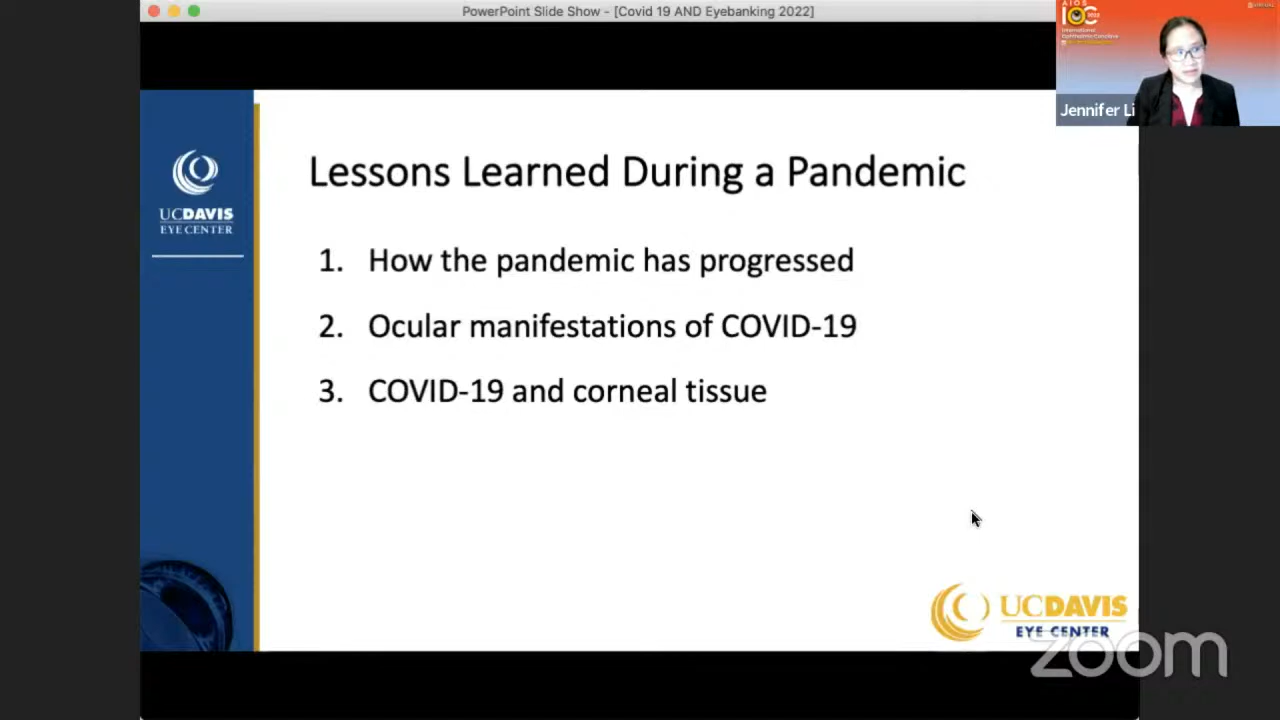 PowerPoint Slide Show - [Covid 19 AND Eyebanking 2022]
AIOS
IOC
Jennifer Li
UCDAVIS
EYE CENTER
Lessons Learned During a Pandemic
1. How the pandemic has progressed
2. Ocular manifestations of COVID-19
3. COVID-19 and corneal tissue
UCDAVIS
EYE CENTER
zoom